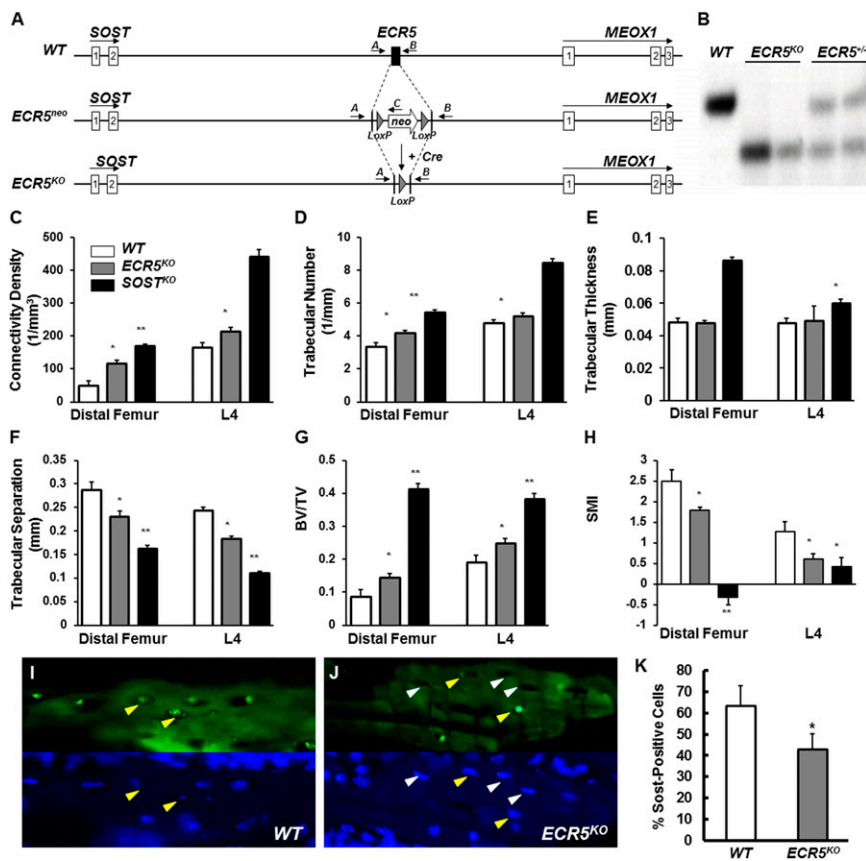 A
SOST
ECR5
MEOX1
WT
A
B
1 2
1 2 3
SOST
MEOX1
ECR5neo
A
C
B
neo
LoxP LoxP
1 2
1 2 3
+ Cre
SOST
MEOX1
ECR5KO
A
B
LoxP
1 2
1 2 3
B
WT ECR5KO ECR5+/-
C
Connectivity Density
(1/mm³)
500
400
300
200
100
0
WT
ECR5KO
SOSTKO
* ** *
Distal Femur L4
D
Trabecular Number
(1/mm)
10
8
6
4
2
0
* ** *
Distal Femur L4
E
Trabecular Thickness
(mm)
0.1
0.08
0.06
0.04
0.02
0
*
Distal Femur L4
F
Trabecular Separation
(mm)
0.35
0.3
0.25
0.2
0.15
0.1
0.05
0
* ** * **
Distal Femur L4
G
BV/TV
0.5
0.4
0.3
0.2
0.1
0
* ** * **
Distal Femur L4
H
SMI
3
2.5
2
1.5
1
0.5
0
-0.5
-1
* ** * *
Distal Femur L4
I
WT
J
ECR5KO
K
% Sost-Positive Cells
80
70
60
50
40
30
20
10
0
*
WT ECR5KO